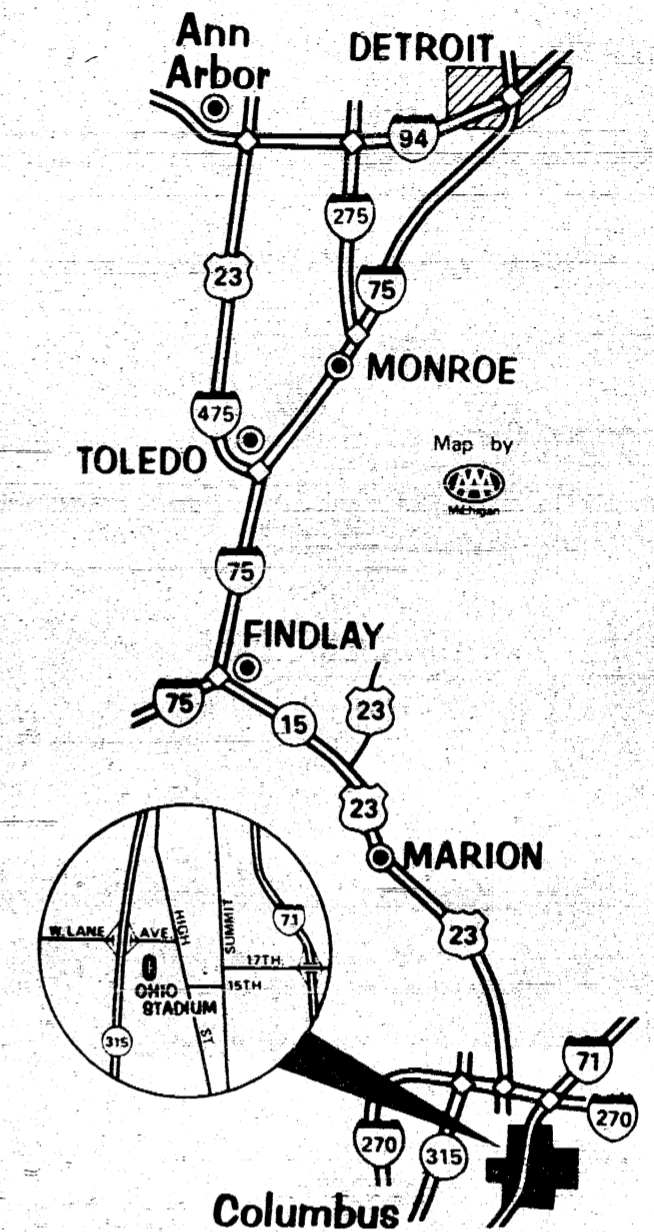 Ann
Arbor
DETROIT
94
275
23
75
MONROE
475
TOLEDO
Map by
AAA
Michigan
75
FINDLAY
75
23
15
23
MARION
23
W. LANE AVE.
HIGH ST
SUMMIT
71
17TH
15TH
OHIO
STADIUM
315
71
270
270
315
Columbus